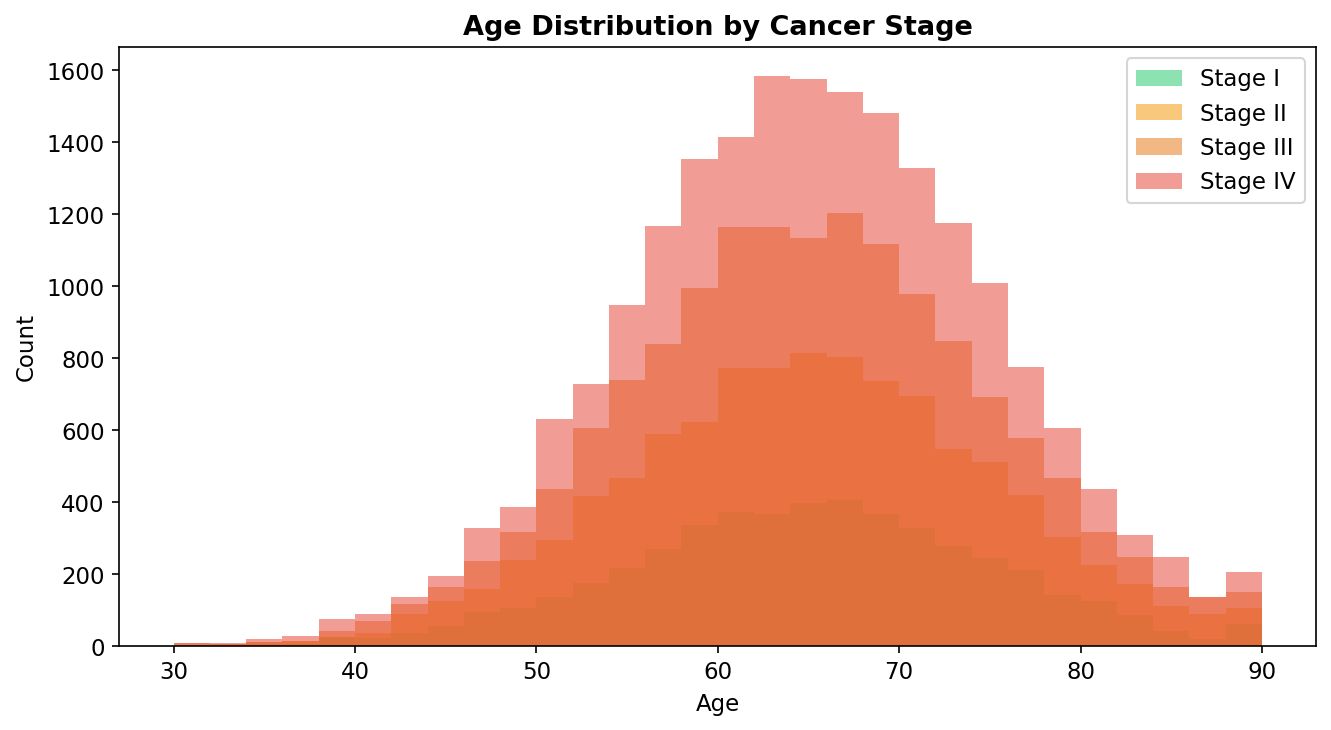 Age Distribution by Cancer Stage
1600
1400
1200
1000
800
600
400
200
0
Count
30 40 50 60 70 80 90
Age
Stage I
Stage II
Stage III
Stage IV